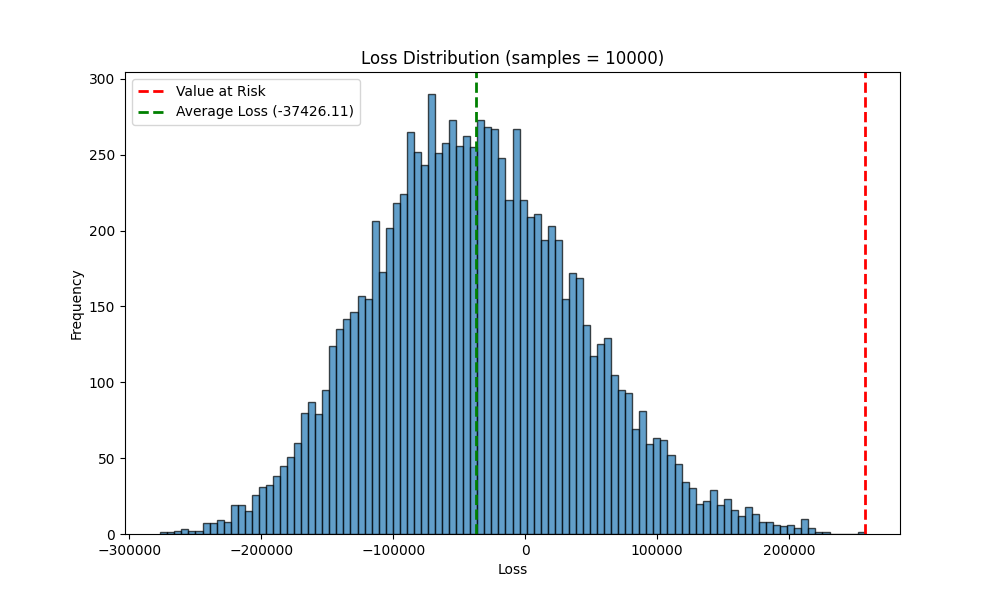 Loss Distribution (samples = 10000)
Value at Risk
Average Loss (-37426.11)
Frequency
300
250
200
150
100
50
0
−300000
−200000
−100000
0
100000
200000
Loss